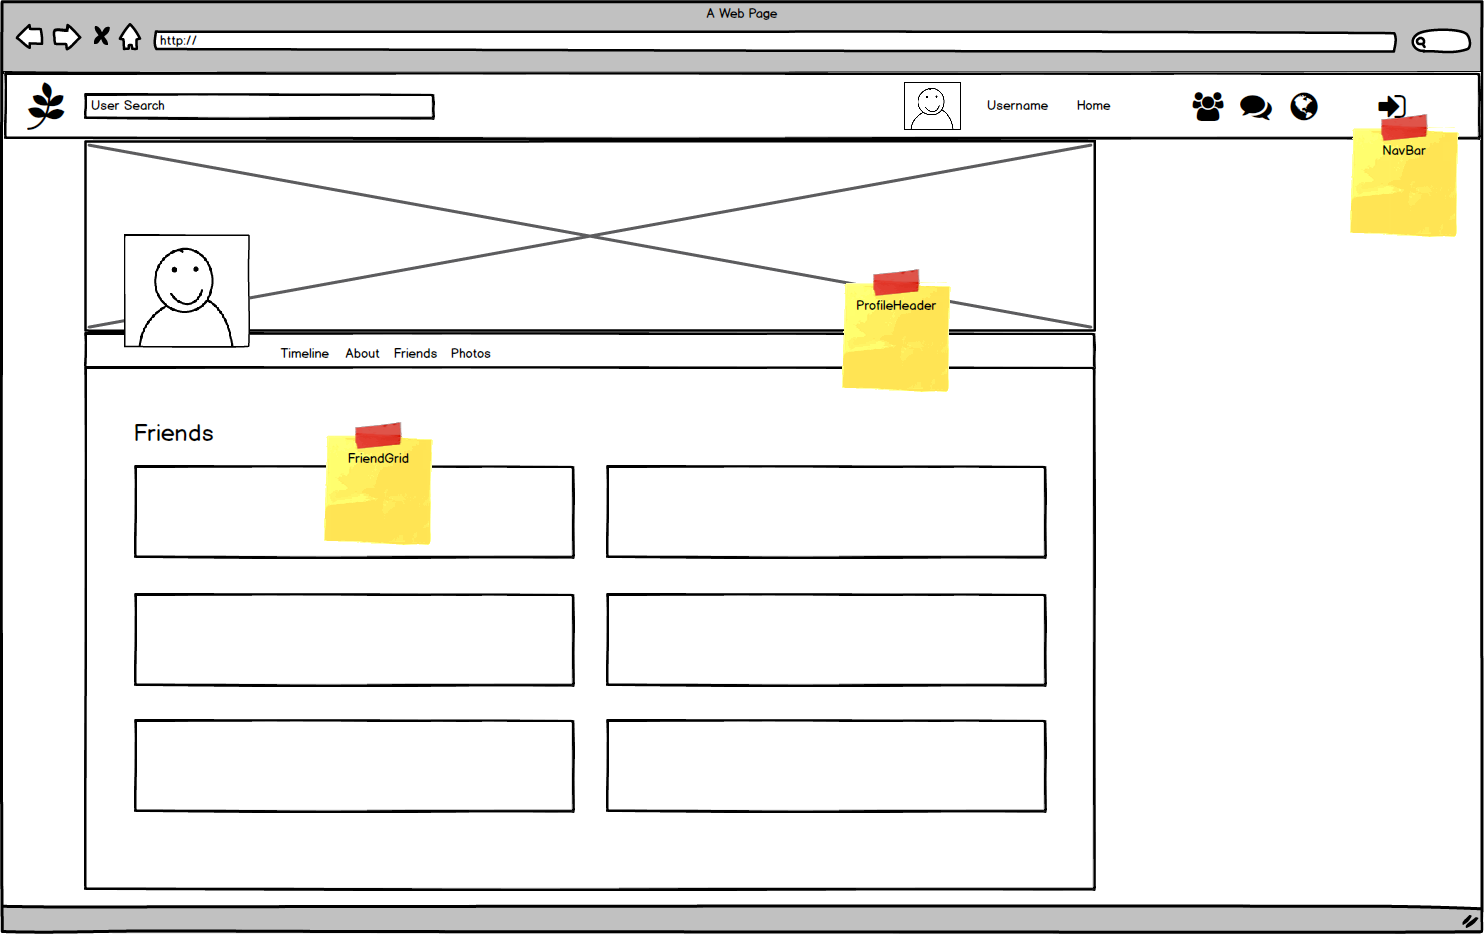 A Web Page
http://
User Search
Username Home
NavBar
ProfileHeader
Timeline About Friends Photos
Friends
FriendGrid